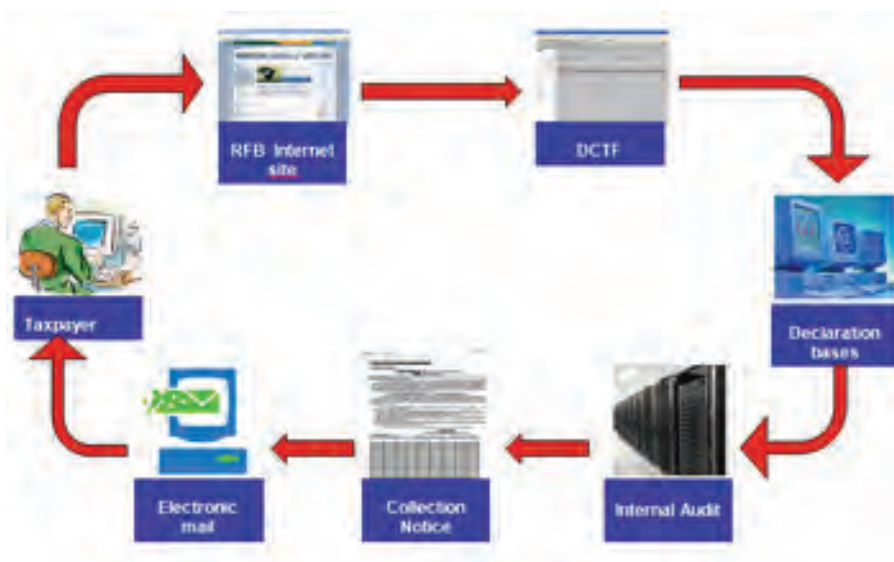 RFB Internet
site
DCTF
Taxpayer
Declaration
bases
Electronic
mail
Collection
Notice
Internal Audit